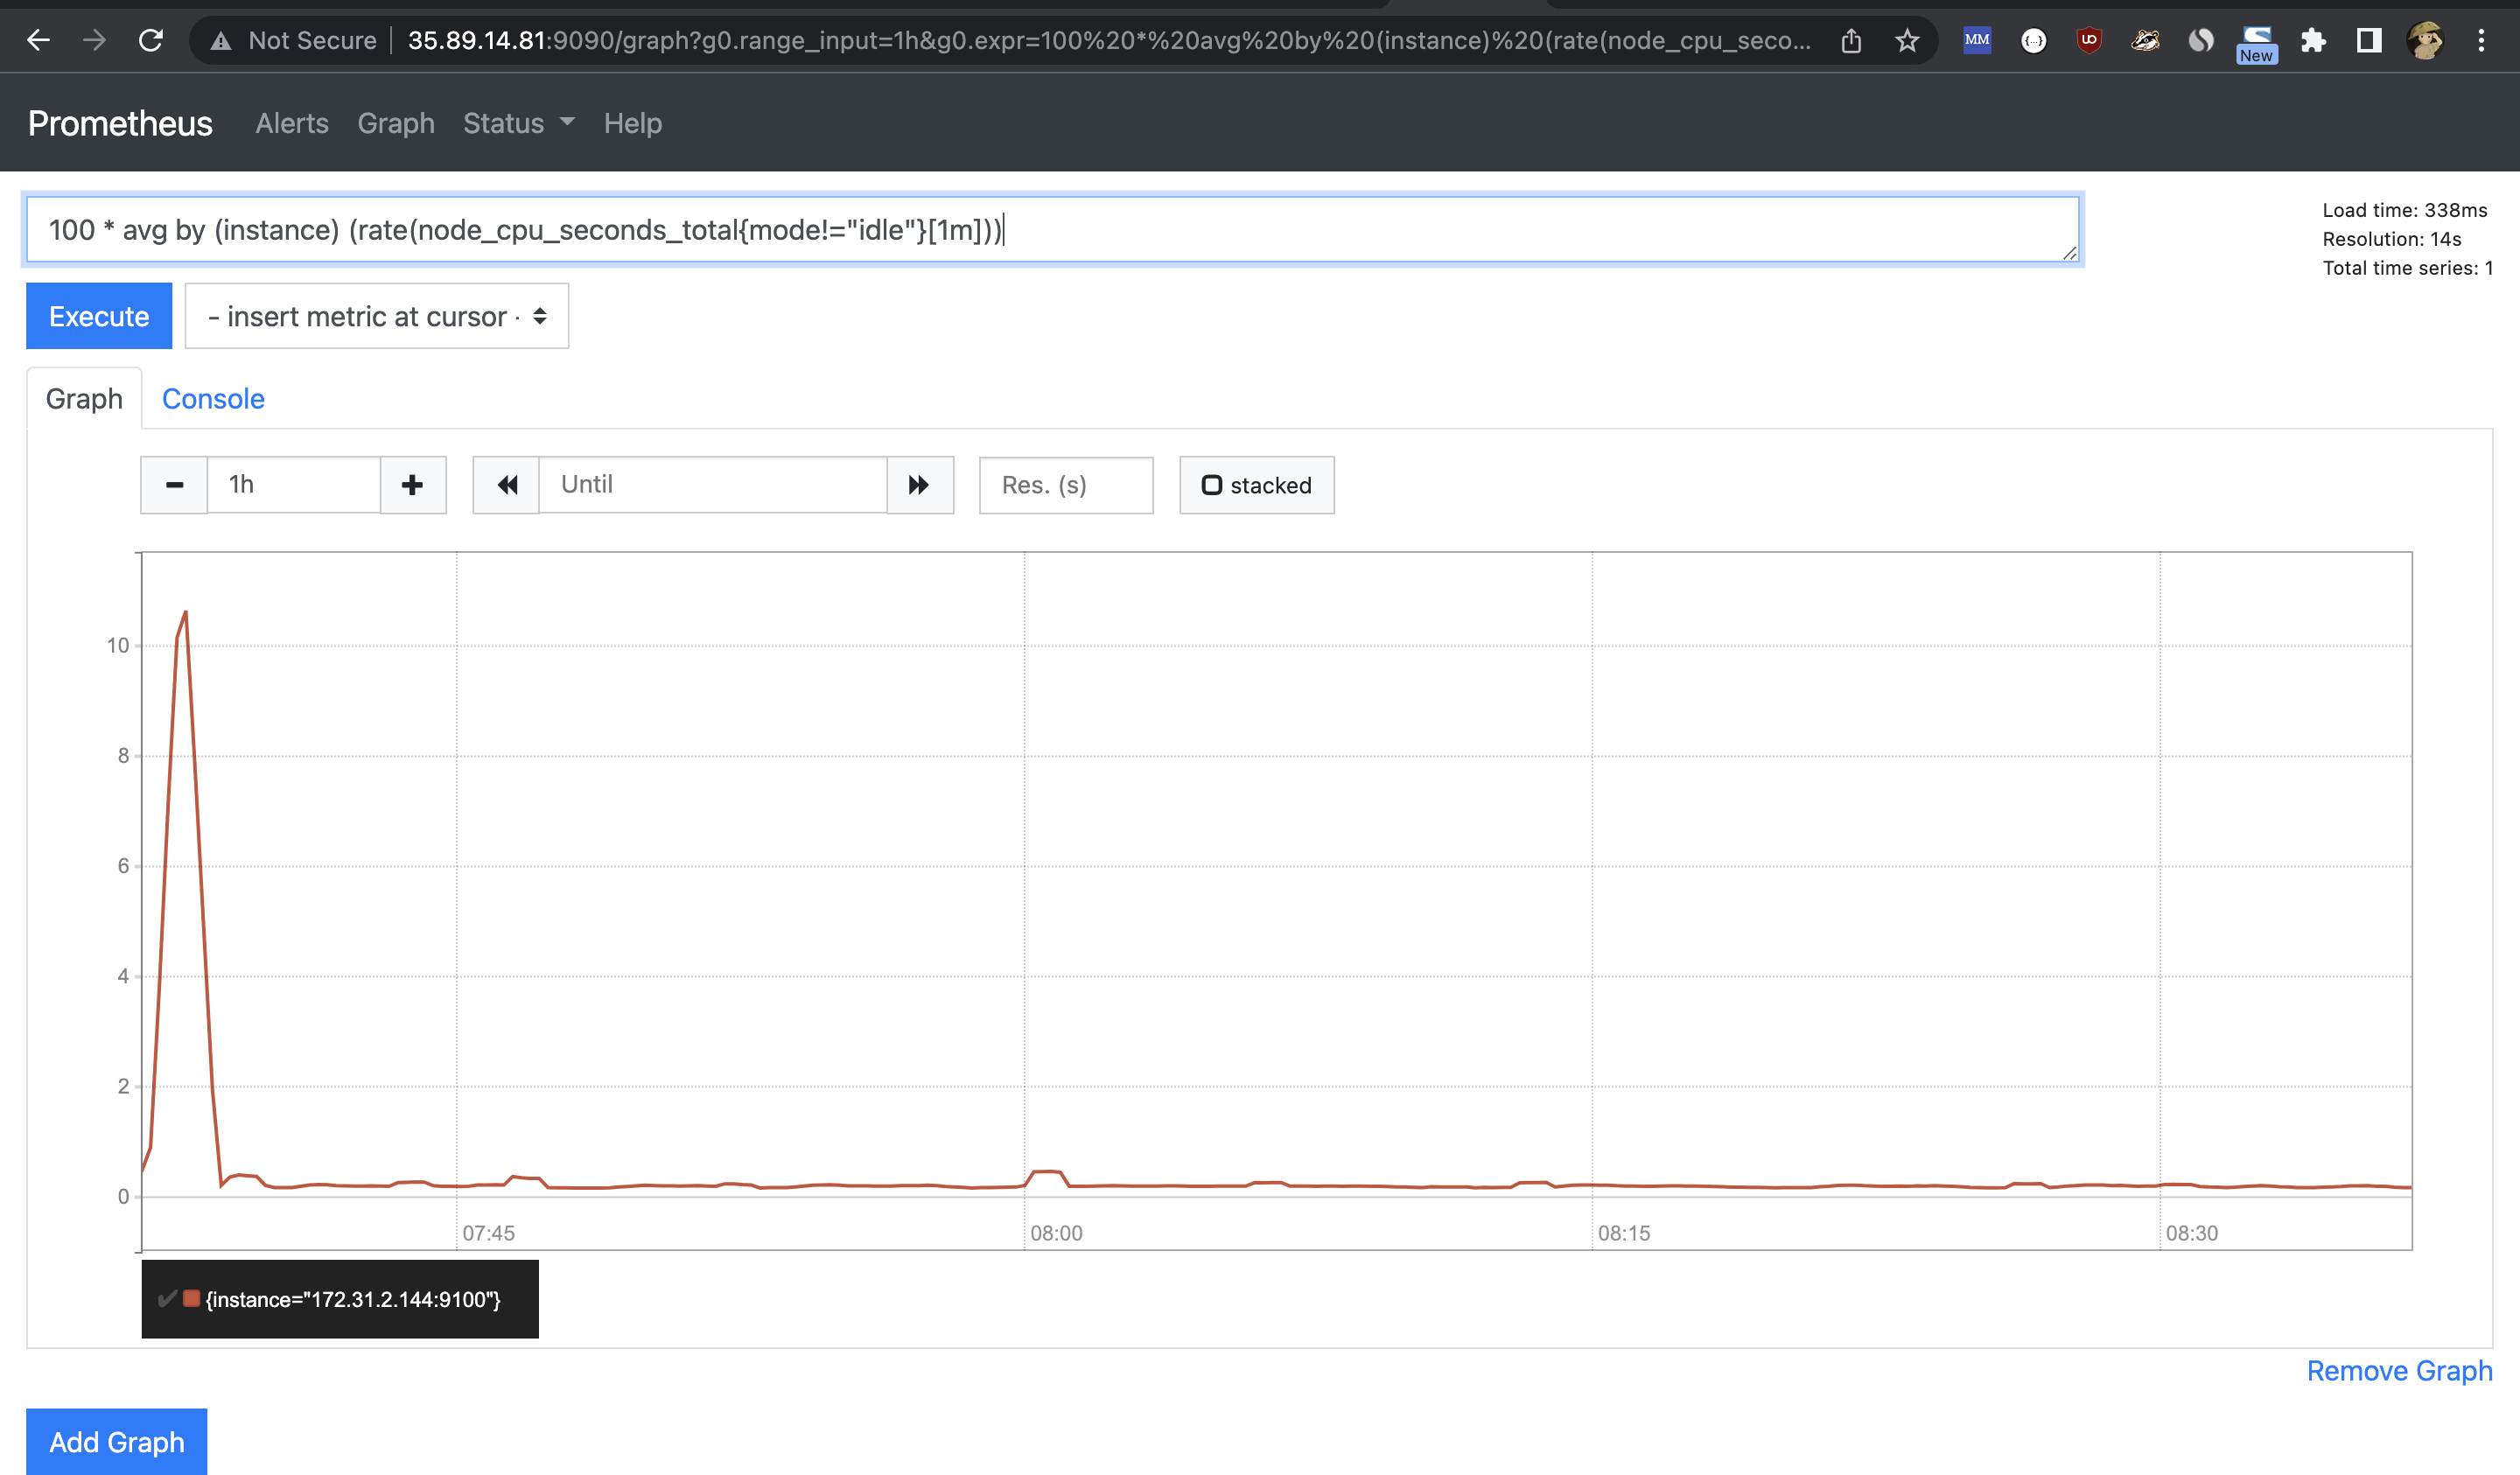 Not Secure 35.89.14.81:9090/graph?g0.range_input=1h&g0.expr=100%20*%20avg%20by%20(instance)%20(rate(node_cpu_seco...
MM
{...}
UD
New
Prometheus Alerts Graph Status Help
100 * avg by (instance) (rate(node_cpu_seconds_total{mode!="idle"}[1m]))
Load time: 338ms
Resolution: 14s
Total time series: 1
Execute
- insert metric at cursor -
Graph Console
1h
Until
Res. (s)
stacked
10
8
6
4
2
0
07:45 08:00 08:15 08:30
{instance="172.31.2.144:9100"}
Remove Graph
Add Graph